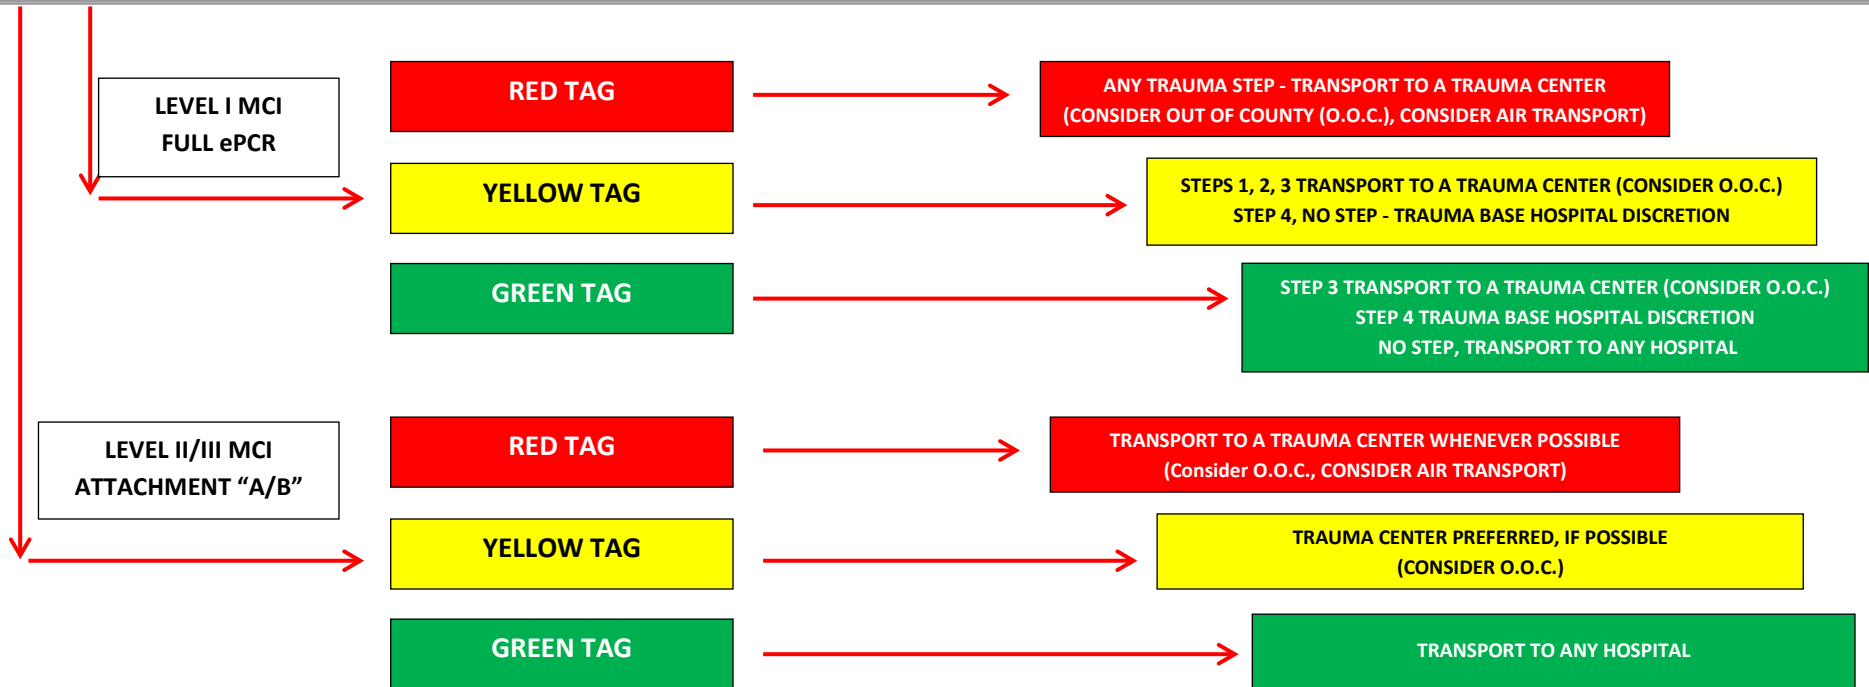 LEVEL I MCI
FULL ePCR
RED TAG
ANY TRAUMA STEP - TRANSPORT TO A TRAUMA CENTER
(CONSIDER OUT OF COUNTY (O.O.C.), CONSIDER AIR TRANSPORT)
YELLOW TAG
STEPS 1, 2, 3 TRANSPORT TO A TRAUMA CENTER (CONSIDER O.O.C.)
STEP 4, NO STEP - TRAUMA BASE HOSPITAL DISCRETION
GREEN TAG
STEP 3 TRANSPORT TO A TRAUMA CENTER (CONSIDER O.O.C.)
STEP 4 TRAUMA BASE HOSPITAL DISCRETION
NO STEP, TRANSPORT TO ANY HOSPITAL
LEVEL II/III MCI
ATTACHMENT “A/B”
RED TAG
TRANSPORT TO A TRAUMA CENTER WHENEVER POSSIBLE
(Consider O.O.C., CONSIDER AIR TRANSPORT)
YELLOW TAG
TRAUMA CENTER PREFERRED, IF POSSIBLE
(CONSIDER O.O.C.)
GREEN TAG
TRANSPORT TO ANY HOSPITAL